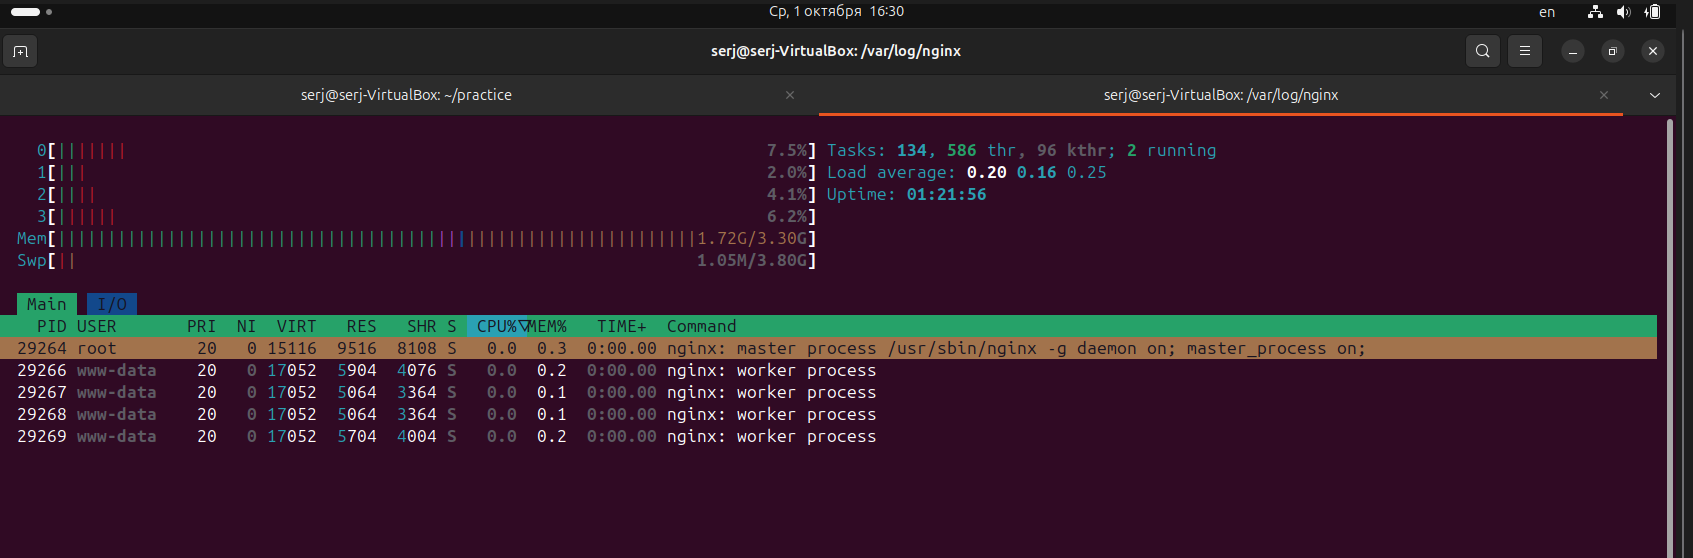 Ср, 1 октября 16:30
en
serj@serj-VirtualBox: /var/log/nginx
serj@serj-VirtualBox: ~/practice
serj@serj-VirtualBox: /var/log/nginx
0[||||||| 7.5%] Tasks: 134, 586 thr, 96 kthr; 2 running
1[||| 2.0%] Load average: 0.20 0.16 0.25
2[|||| 4.1%] Uptime: 01:21:56
3[|||||| 6.2%]
Mem[||||||||||||||||||||||||||||||||||||||||||||||||||||||||||||||||1.72G/3.30G]
Swp[|| 1.05M/3.80G]
Main I/O
PID USER PRI NI VIRT RES SHR S CPU%▽MEM% TIME+ Command
29264 root 20 0 15116 9516 8108 S 0.0 0.3 0:00.00 nginx: master process /usr/sbin/nginx -g daemon on; master_process on;
29266 www-data 20 0 17052 5904 4076 S 0.0 0.2 0:00.00 nginx: worker process
29267 www-data 20 0 17052 5064 3364 S 0.0 0.1 0:00.00 nginx: worker process
29268 www-data 20 0 17052 5064 3364 S 0.0 0.1 0:00.00 nginx: worker process
29269 www-data 20 0 17052 5704 4004 S 0.0 0.2 0:00.00 nginx: worker process